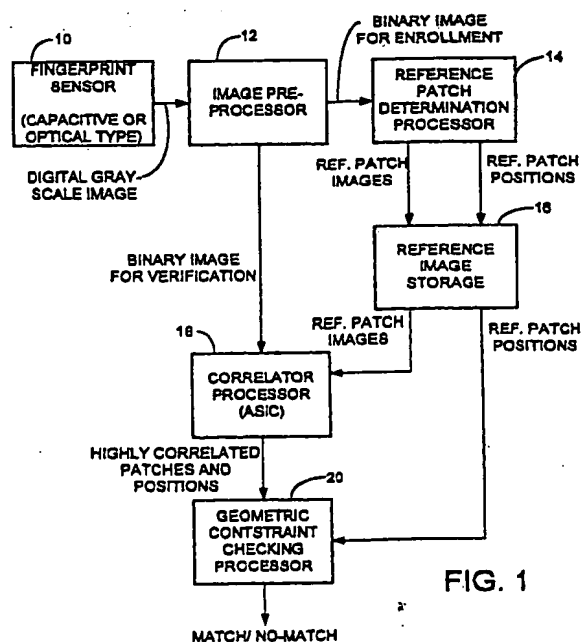 BINARY IMAGE
FOR ENROLLMENT
10
12
14
FINGERPRINT
SENSOR
(CAPACITIVE OR
OPTICAL TYPE)
IMAGE PRE-
PROCESSOR
REFERENCE
PATCH
DETERMINATION
PROCESSOR
DIGITAL GRAY
SCALE IMAGE
REF. PATCH
IMAGES
REF. PATCH
POSITIONS
16
BINARY IMAGE
FOR VERIFICATION
REFERENCE
IMAGE
STORAGE
18
REF. PATCH
IMAGES
REF. PATCH
POSITIONS
CORRELATOR
PROCESSOR
(ASIC)
HIGHLY CORRELATED
PATCHES AND
POSITIONS
20
GEOMETRIC
CONTSTRAINT
CHECKING
PROCESSOR
FIG. 1
MATCH/ NO-MATCH